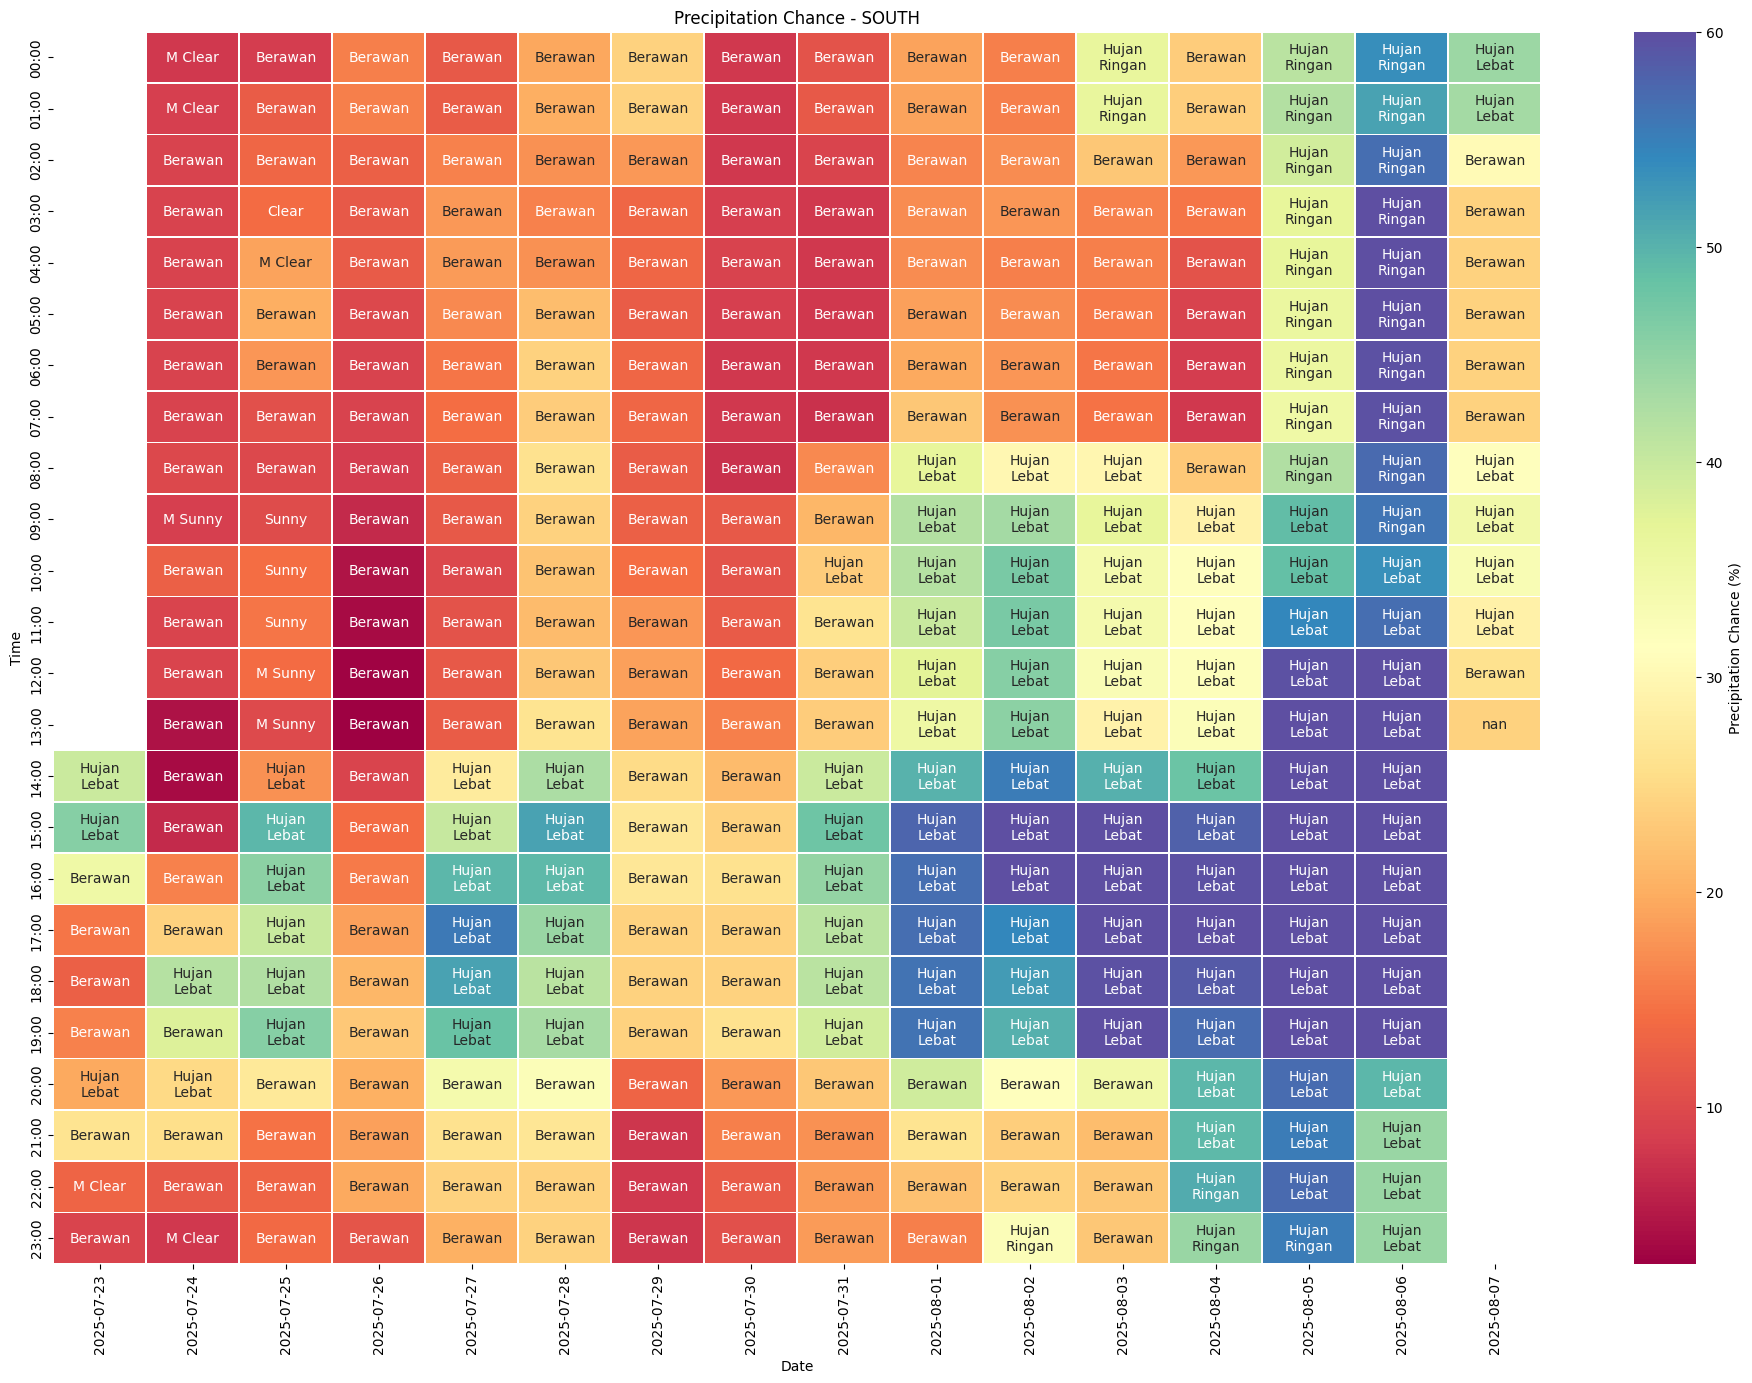 Precipitation Chance - SOUTH
00:00 M Clear Berawan Berawan Berawan Berawan Berawan Berawan Berawan Berawan Berawan Hujan Ringan Berawan Hujan Ringan Hujan Ringan Hujan Lebat
01:00 M Clear Berawan Berawan Berawan Berawan Berawan Berawan Berawan Berawan Berawan Hujan Ringan Berawan Hujan Ringan Hujan Ringan Hujan Lebat
02:00 Berawan Berawan Berawan Berawan Berawan Berawan Berawan Berawan Berawan Berawan Berawan Berawan Hujan Ringan Hujan Ringan Berawan
03:00 Berawan Clear Berawan Berawan Berawan Berawan Berawan Berawan Berawan Berawan Berawan Berawan Hujan Ringan Hujan Ringan Berawan
04:00 Berawan M Clear Berawan Berawan Berawan Berawan Berawan Berawan Berawan Berawan Berawan Berawan Hujan Ringan Hujan Ringan Berawan
05:00 Berawan Berawan Berawan Berawan Berawan Berawan Berawan Berawan Berawan Berawan Berawan Berawan Hujan Ringan Hujan Ringan Berawan
06:00 Berawan Berawan Berawan Berawan Berawan Berawan Berawan Berawan Berawan Berawan Berawan Berawan Hujan Ringan Hujan Ringan Berawan
07:00 Berawan Berawan Berawan Berawan Berawan Berawan Berawan Berawan Berawan Berawan Berawan Berawan Hujan Ringan Hujan Ringan Berawan
08:00 Berawan Berawan Berawan Berawan Berawan Berawan Berawan Berawan Hujan Lebat Hujan Lebat Hujan Lebat Berawan Hujan Ringan Hujan Ringan Hujan Lebat
09:00 M Sunny Sunny Berawan Berawan Berawan Berawan Berawan Berawan Hujan Lebat Hujan Lebat Hujan Lebat Hujan Lebat Hujan Lebat Hujan Ringan Hujan Lebat
10:00 Berawan Sunny Berawan Berawan Berawan Berawan Berawan Hujan Lebat Hujan Lebat Hujan Lebat Hujan Lebat Hujan Lebat Hujan Lebat Hujan Lebat Hujan Lebat
11:00 Berawan Sunny Berawan Berawan Berawan Berawan Berawan Berawan Hujan Lebat Hujan Lebat Hujan Lebat Hujan Lebat Hujan Lebat Hujan Lebat Hujan Lebat
12:00 Berawan M Sunny Berawan Berawan Berawan Berawan Berawan Berawan Hujan Lebat Hujan Lebat Hujan Lebat Hujan Lebat Hujan Lebat Hujan Lebat Berawan
13:00 Berawan M Sunny Berawan Berawan Berawan Berawan Berawan Berawan Hujan Lebat Hujan Lebat Hujan Lebat Hujan Lebat Hujan Lebat Hujan Lebat nan
14:00 Hujan Lebat Berawan Hujan Lebat Berawan Hujan Lebat Hujan Lebat Berawan Berawan Hujan Lebat Hujan Lebat Hujan Lebat Hujan Lebat Hujan Lebat Hujan Lebat Hujan Lebat
15:00 Hujan Lebat Berawan Hujan Lebat Berawan Hujan Lebat Hujan Lebat Berawan Berawan Hujan Lebat Hujan Lebat Hujan Lebat Hujan Lebat Hujan Lebat Hujan Lebat Hujan Lebat
16:00 Berawan Berawan Hujan Lebat Berawan Hujan Lebat Hujan Lebat Berawan Berawan Hujan Lebat Hujan Lebat Hujan Lebat Hujan Lebat Hujan Lebat Hujan Lebat Hujan Lebat
17:00 Berawan Berawan Hujan Lebat Berawan Hujan Lebat Hujan Lebat Berawan Berawan Hujan Lebat Hujan Lebat Hujan Lebat Hujan Lebat Hujan Lebat Hujan Lebat Hujan Lebat
18:00 Berawan Hujan Lebat Hujan Lebat Berawan Hujan Lebat Hujan Lebat Berawan Berawan Hujan Lebat Hujan Lebat Hujan Lebat Hujan Lebat Hujan Lebat Hujan Lebat Hujan Lebat
19:00 Berawan Berawan Hujan Lebat Berawan Hujan Lebat Hujan Lebat Berawan Berawan Hujan Lebat Hujan Lebat Hujan Lebat Hujan Lebat Hujan Lebat Hujan Lebat Hujan Lebat
20:00 Hujan Lebat Hujan Lebat Berawan Berawan Berawan Berawan Berawan Berawan Berawan Berawan Berawan Berawan Hujan Lebat Hujan Lebat Hujan Lebat
21:00 Berawan Berawan Berawan Berawan Berawan Berawan Berawan Berawan Berawan Berawan Berawan Berawan Hujan Lebat Hujan Lebat Hujan Lebat
22:00 M Clear Berawan Berawan Berawan Berawan Berawan Berawan Berawan Berawan Berawan Berawan Berawan Hujan Ringan Hujan Lebat Hujan Lebat
23:00 Berawan M Clear Berawan Berawan Berawan Berawan Berawan Berawan Berawan Berawan Hujan Ringan Berawan Hujan Ringan Hujan Ringan Hujan Lebat
Time
2025-07-23 2025-07-24 2025-07-25 2025-07-26 2025-07-27 2025-07-28 2025-07-29 2025-07-30 2025-07-31 2025-08-01 2025-08-02 2025-08-03 2025-08-04 2025-08-05 2025-08-06 2025-08-07
Date
60
50
40
30
20
10
Precipitation Chance (%)